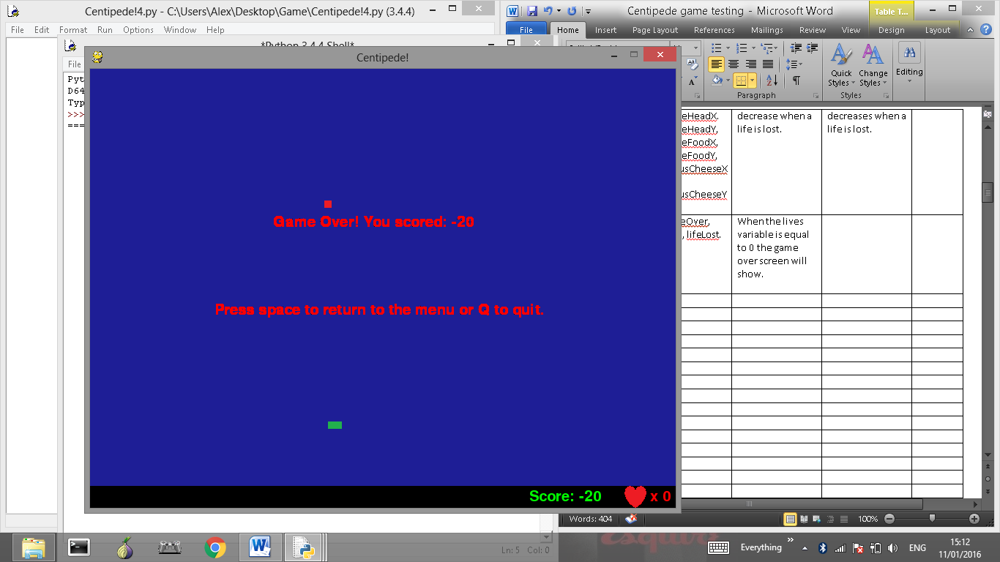 Centipede!4.py - C:\Users\Alex\Desktop\Game\Centipede!4.py (3.4.4)
File Edit Format Run Options Window Help
*Python 3.4.4 Shell*
File
Pyt
D64
Typ
>>>
===
Centipede!
Game Over! You scored: -20
Press space to return to the menu or Q to quit.
Score: -20 x 0
Ln: 5 Col: 0
Centipede game testing - Microsoft Word
Table T...
File Home Insert Page Layout References Mailings Review View Design Layout
Quick Styles
Change Styles
Editing
Paragraph
Styles
eHeadX,
eHeadY,
eFoodX,
eFoodY,
usCheeseX
usCheeseY
decrease when a
life is lost.
decreases when a
life is lost.
eOver,
, lifeLost.
When the lives
variable is equal
to 0 the game
over screen will
show.
Words: 404
100%
Everything
ENG
15:12
11/01/2016